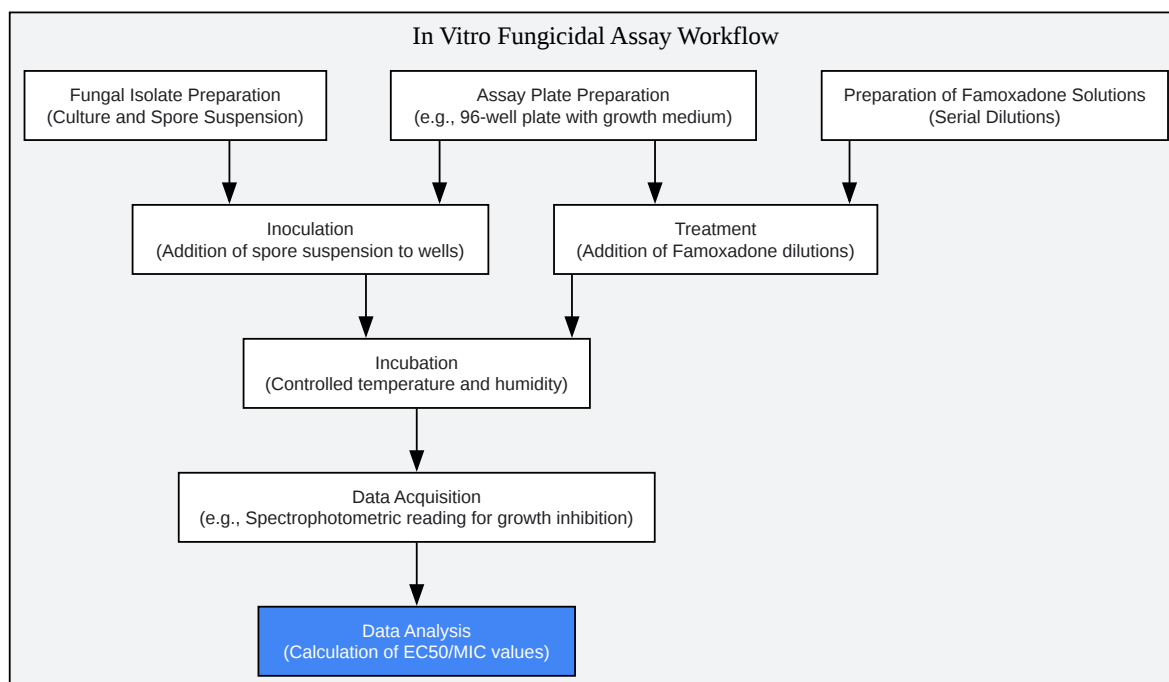 In Vitro Fungicidal Assay Workflow
Fungal Isolate Preparation
(Culture and Spore Suspension)
Assay Plate Preparation
(e.g., 96-well plate with growth medium)
Preparation of Famoxadone Solutions
(Serial Dilutions)
Inoculation
(Addition of spore suspension to wells)
Treatment
(Addition of Famoxadone dilutions)
Incubation
(Controlled temperature and humidity)
Data Acquisition
(e.g., Spectrophotometric reading for growth inhibition)
Data Analysis
(Calculation of EC50/MIC values)